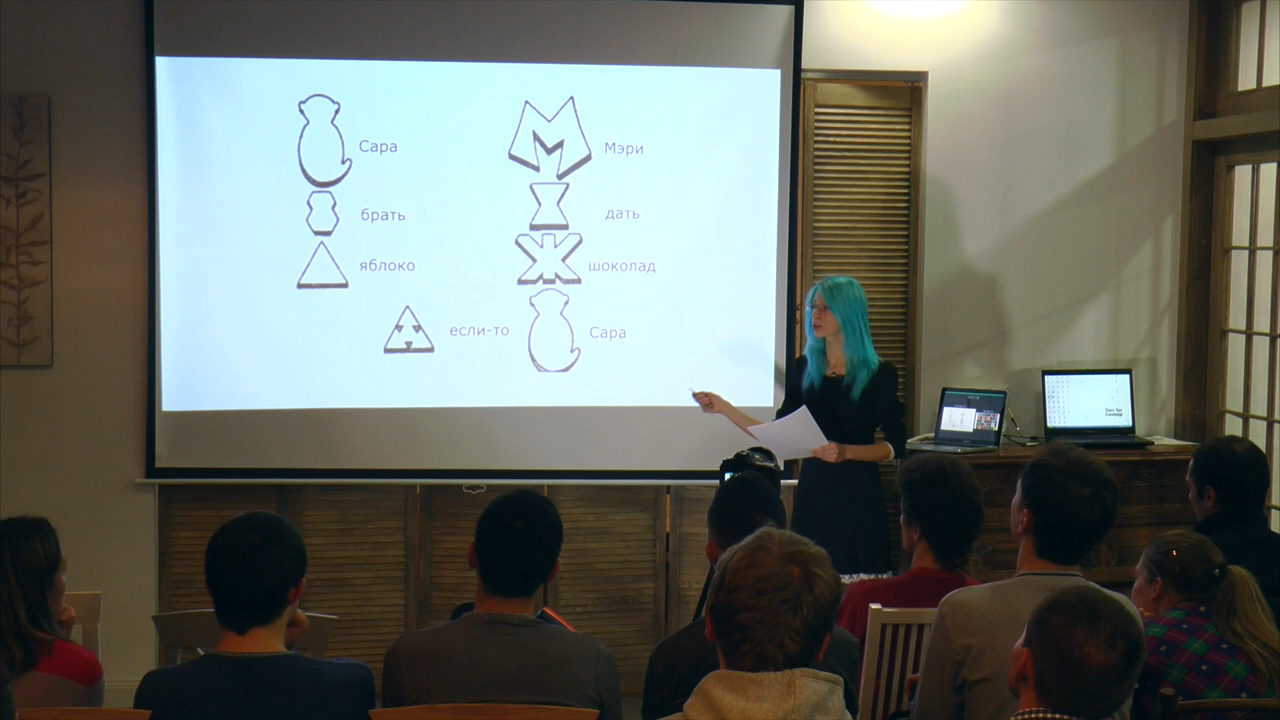 Сара
брать
яблоко
если-то
Мэри
дать
шоколад
Сара